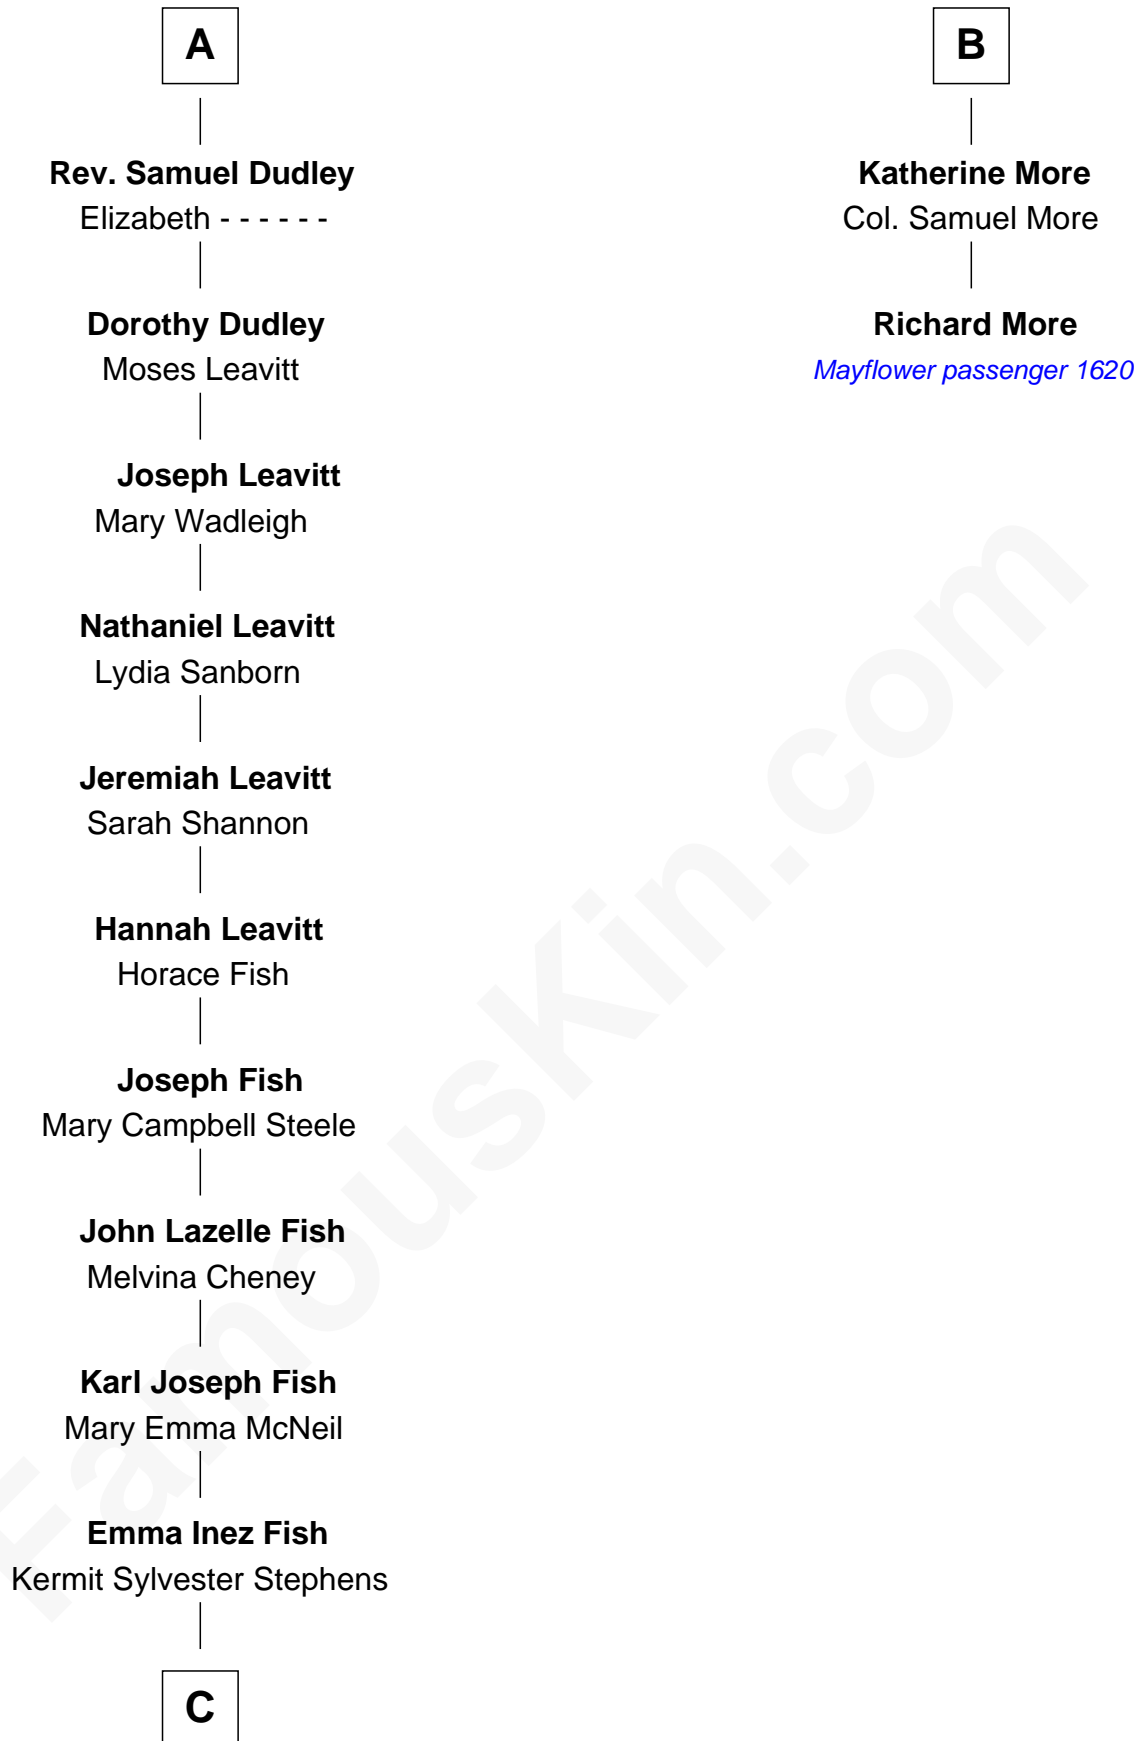 A
Rev. Samuel Dudley
Elizabeth - - - - - -
Dorothy Dudley
Moses Leavitt
Joseph Leavitt
Mary Wadleigh
Nathaniel Leavitt
Lydia Sanborn
Jeremiah Leavitt
Sarah Shannon
Hannah Leavitt
Horace Fish
Joseph Fish
Mary Campbell Steele
John Lazelle Fish
Melvina Cheney
Karl Joseph Fish
Mary Emma McNeil
Emma Inez Fish
Kermit Sylvester Stephens
C
B
Katherine More
Col. Samuel More
Richard More
Mayflower passenger 1620
FamousKin.com